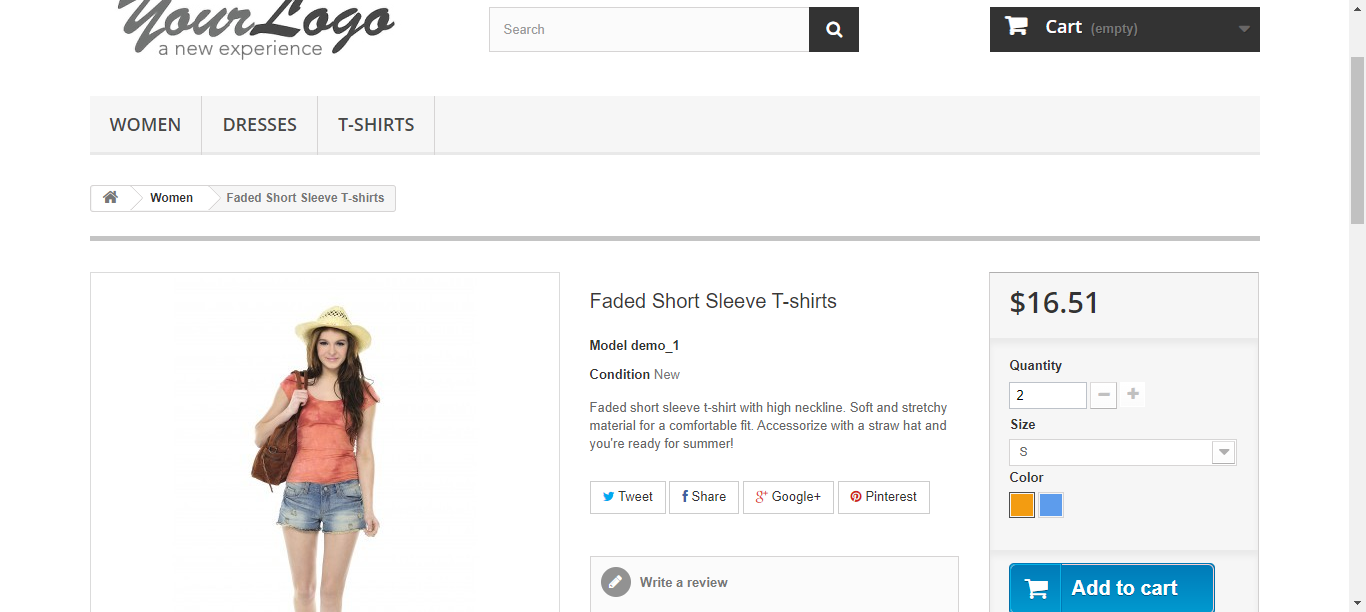 YourLogo
a new experience
Search
Cart (empty)
WOMEN
DRESSES
T-SHIRTS
Women
Faded Short Sleeve T-shirts
Faded Short Sleeve T-shirts
Model demo_1
Condition New
Faded short sleeve t-shirt with high neckline. Soft and stretchy
material for a comfortable fit. Accessorize with a straw hat and
you're ready for summer!
Tweet
Share
Google+
Pinterest
Write a review
$16.51
Quantity
2
Size
S
Color
Add to cart